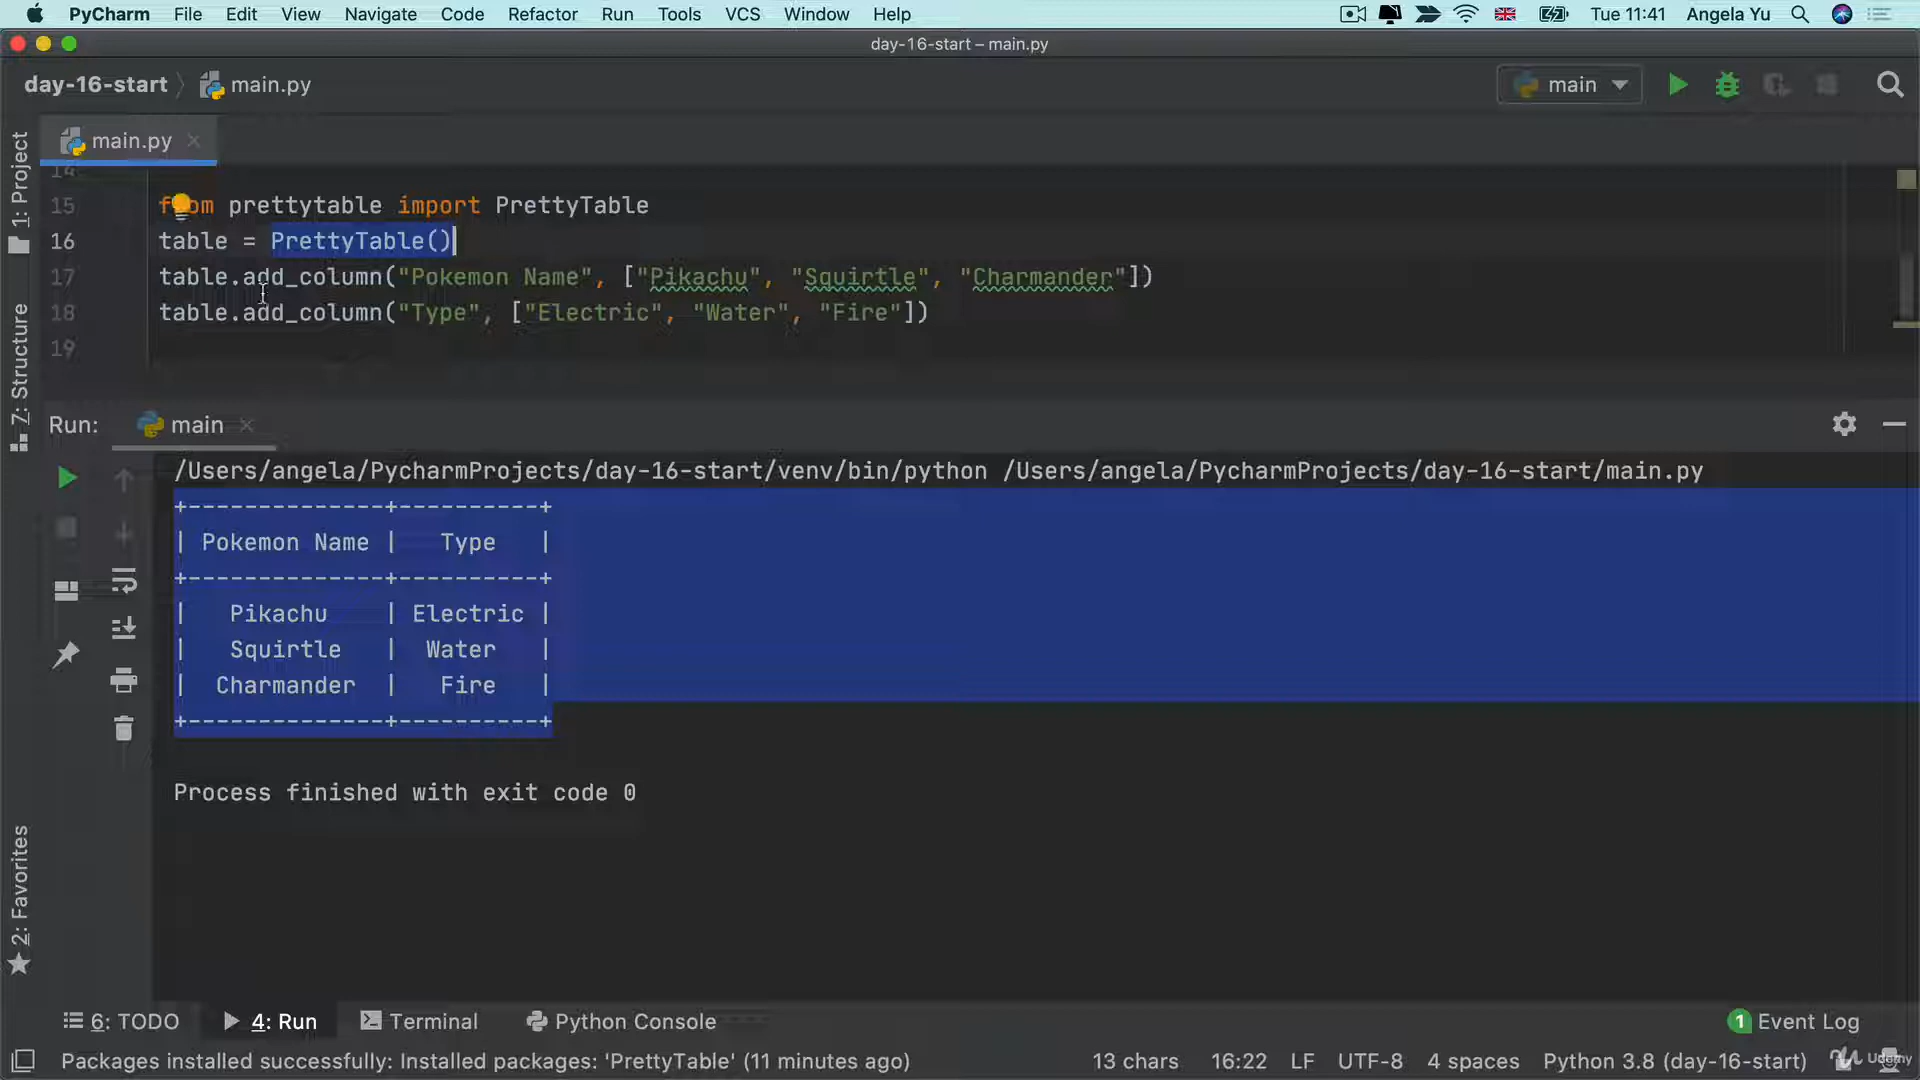 PyCharm File Edit View Navigate Code Refactor Run Tools VCS Window Help Tue 11:41 Angela Yu
day-16-start – main.py
day-16-start main.py main
main.py
1: Project
7: Structure
2: Favorites
14
15 from prettytable import PrettyTable
16 table = PrettyTable()
17 table.add_column("Pokemon Name", ["Pikachu", "Squirtle", "Charmander"])
18 table.add_column("Type", ["Electric", "Water", "Fire"])
19
Run: main
/Users/angela/PycharmProjects/day-16-start/venv/bin/python /Users/angela/PycharmProjects/day-16-start/main.py
+--------------+----------+
| Pokemon Name | Type |
+--------------+----------+
| Pikachu | Electric |
| Squirtle | Water |
| Charmander | Fire |
+--------------+----------+
Process finished with exit code 0
6: TODO 4: Run Terminal Python Console 1 Event Log
Packages installed successfully: Installed packages: 'PrettyTable' (11 minutes ago) 13 chars 16:22 LF UTF-8 4 spaces Python 3.8 (day-16-start) Udemy